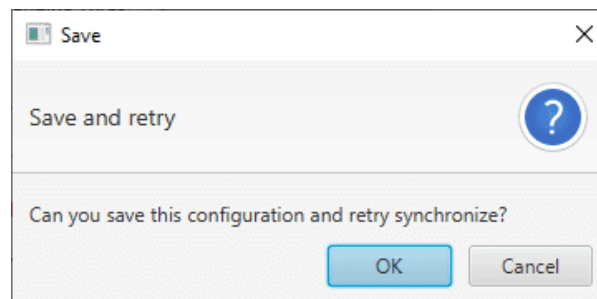 Save
Save and retry
?
Can you save this configuration and retry synchronize?
OK Cancel